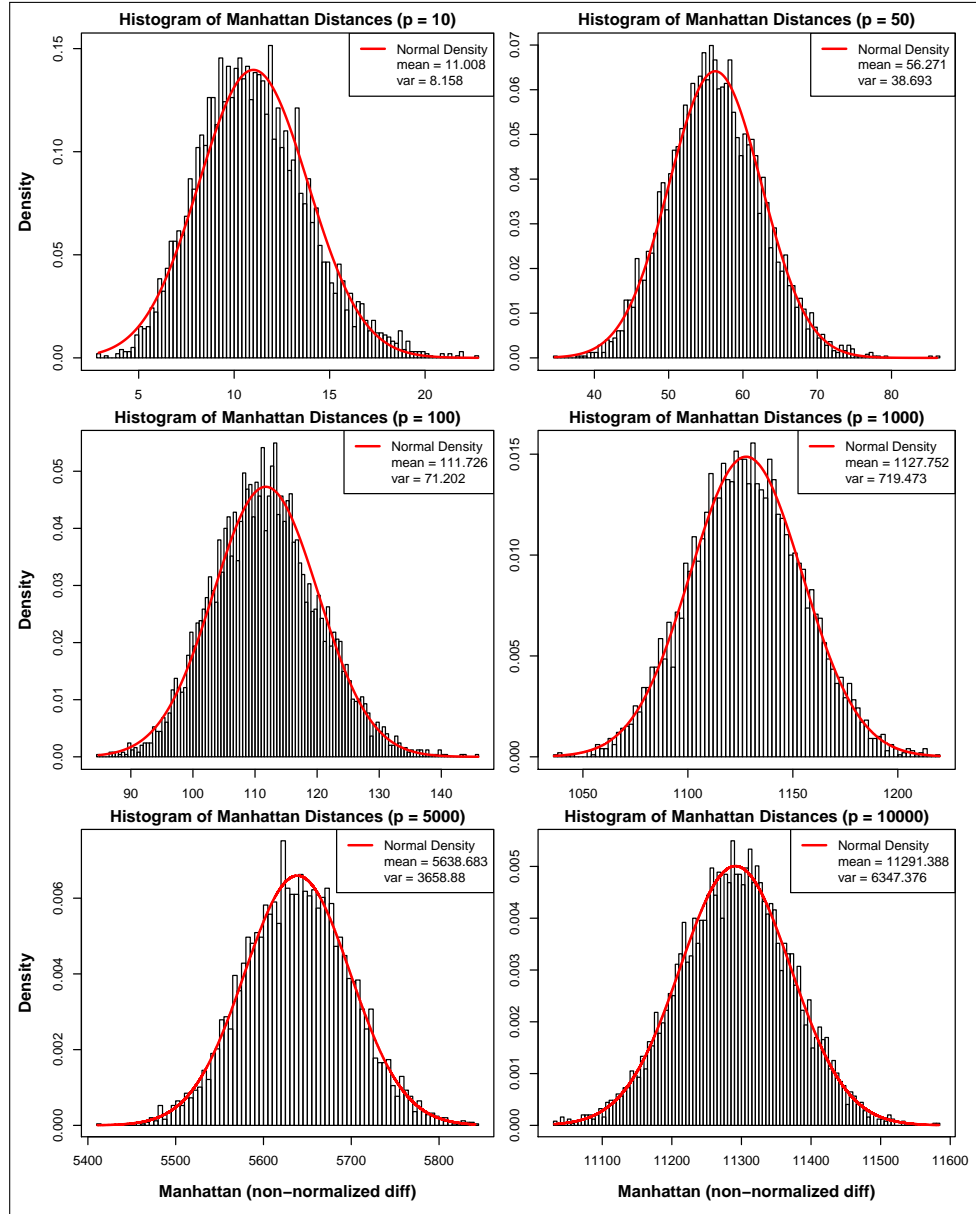 Histogram of Manhattan Distances (p = 10)
Normal Density
mean = 11.008
var = 8.158
Density
0.00
0.05
0.10
0.15
5
10
15
20
Histogram of Manhattan Distances (p = 50)
Normal Density
mean = 56.271
var = 38.693
0.00
0.01
0.02
0.03
0.04
0.05
0.06
0.07
40
50
60
70
80
Histogram of Manhattan Distances (p = 100)
Normal Density
mean = 111.726
var = 71.202
Density
0.00
0.01
0.02
0.03
0.04
0.05
90
100
110
120
130
140
Histogram of Manhattan Distances (p = 1000)
Normal Density
mean = 1127.752
var = 719.473
0.000
0.005
0.010
0.015
1050
1100
1150
1200
Histogram of Manhattan Distances (p = 5000)
Normal Density
mean = 5638.683
var = 3658.88
Density
0.000
0.002
0.004
0.006
5400
5500
5600
5700
5800
Manhattan (non−normalized diff)
Histogram of Manhattan Distances (p = 10000)
Normal Density
mean = 11291.388
var = 6347.376
0.000
0.001
0.002
0.003
0.004
0.005
11100
11200
11300
11400
11500
11600
Manhattan (non−normalized diff)